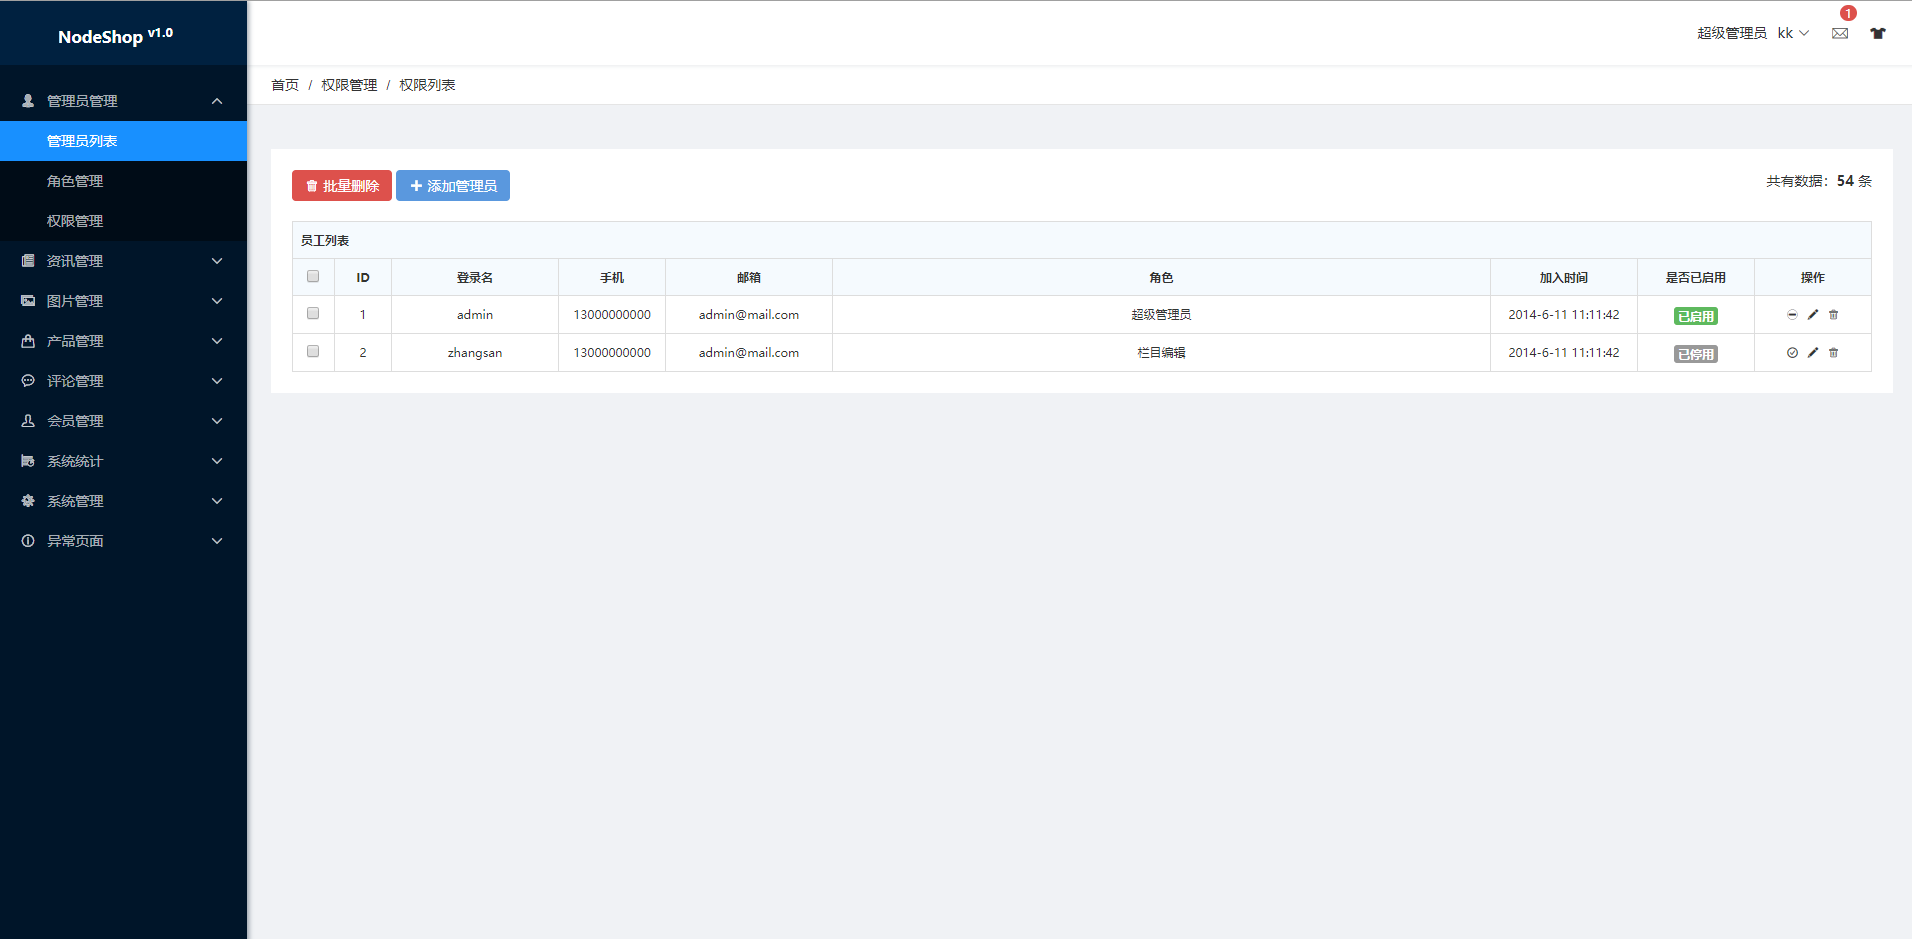 NodeShop v1.0
超级管理员 kk
1
管理员管理
管理员列表
角色管理
权限管理
资讯管理
图片管理
产品管理
评论管理
会员管理
系统统计
系统管理
异常页面
首页 / 权限管理 / 权限列表
批量删除 添加管理员
共有数据：54 条
员工列表
ID 登录名 手机 邮箱 角色 加入时间 是否已启用 操作
1 admin 13000000000 admin@mail.com 超级管理员 2014-6-11 11:11:42 已启用
2 zhangsan 13000000000 admin@mail.com 栏目编辑 2014-6-11 11:11:42 已停用